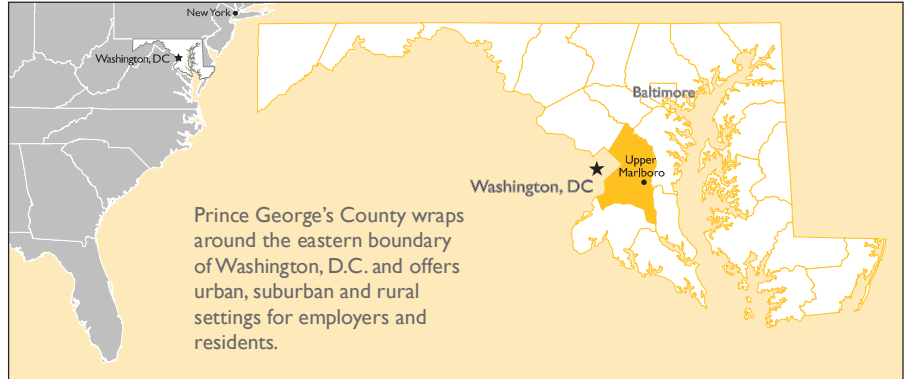 New York
Washington, DC
Baltimore
Upper
Marlboro
Washington, DC
Prince George's County wraps
around the eastern boundary
of Washington, D.C. and offers
urban, suburban and rural
settings for employers and
residents.